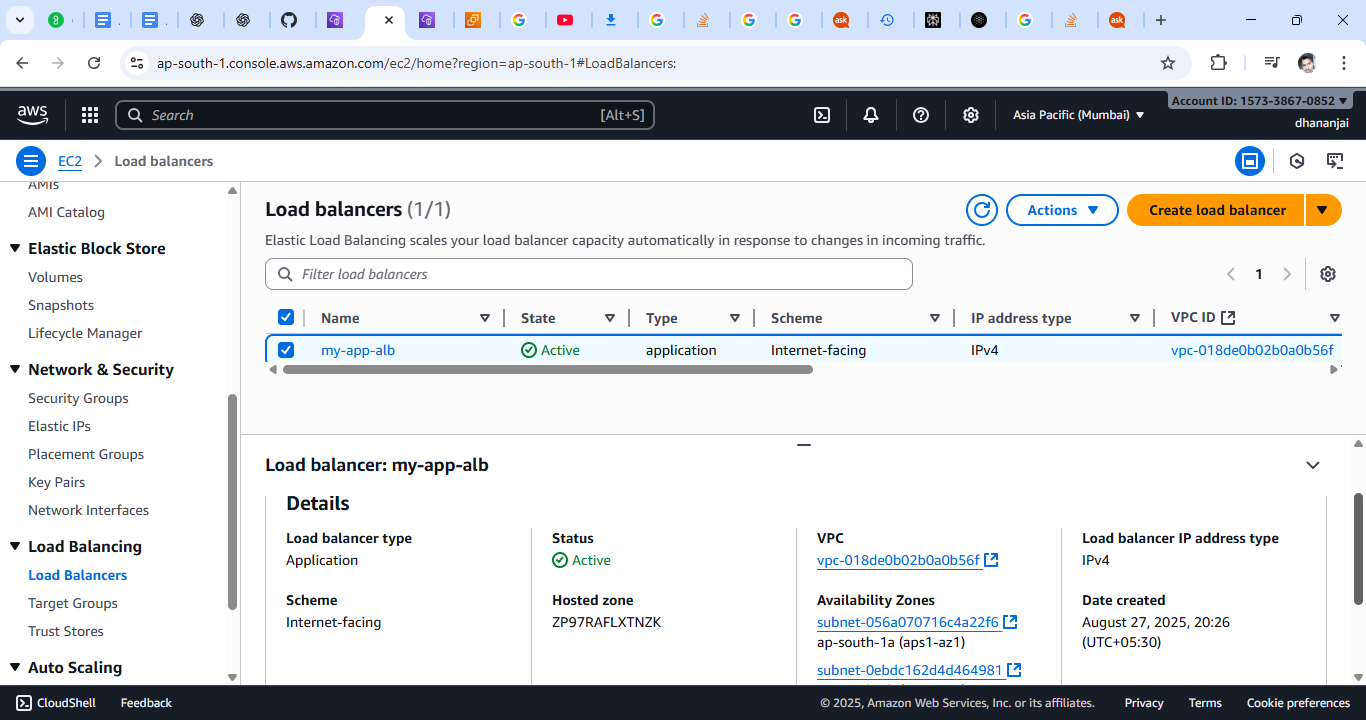 ap-south-1.console.aws.amazon.com/ec2/home?region=ap-south-1#LoadBalancers:
aws
Search
[Alt+S]
Asia Pacific (Mumbai)
Account ID: 1573-3867-0852
dhananjai
EC2
Load balancers
AMIs
AMI Catalog
Elastic Block Store
Volumes
Snapshots
Lifecycle Manager
Network & Security
Security Groups
Elastic IPs
Placement Groups
Key Pairs
Network Interfaces
Load Balancing
Load Balancers
Target Groups
Trust Stores
Auto Scaling
Load balancers (1/1)
Actions
Create load balancer
Elastic Load Balancing scales your load balancer capacity automatically in response to changes in incoming traffic.
Filter load balancers
1
Name State Type Scheme IP address type VPC ID
my-app-alb Active application Internet-facing IPv4 vpc-018de0b02b0a0b56f
Load balancer: my-app-alb
Details
Load balancer type
Application
Scheme
Internet-facing
Status
Active
Hosted zone
ZP97RAFLXTNZK
VPC
vpc-018de0b02b0a0b56f
Availability Zones
subnet-056a070716c4a22f6
ap-south-1a (aps1-az1)
subnet-0ebdc162d4d464981
Load balancer IP address type
IPv4
Date created
August 27, 2025, 20:26
(UTC+05:30)
CloudShell
Feedback
© 2025, Amazon Web Services, Inc. or its affiliates.
Privacy
Terms
Cookie preferences